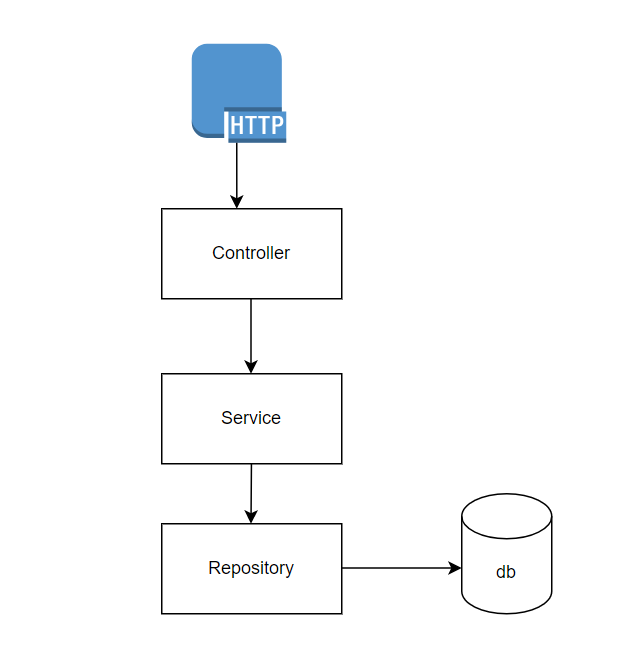 HTTP
Controller
Service
Repository
db